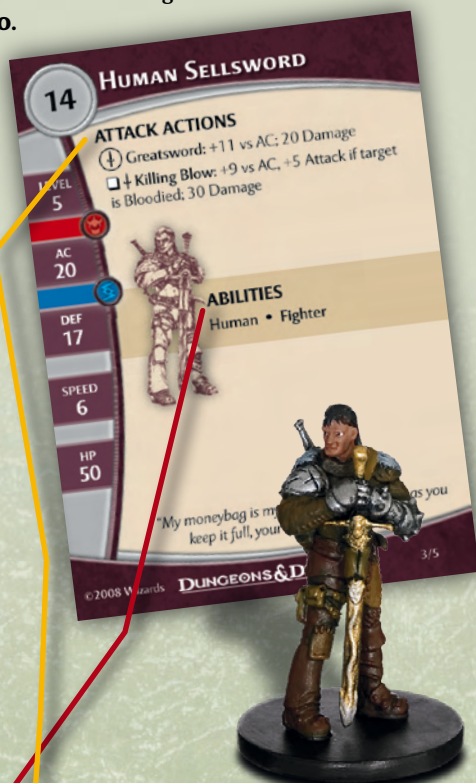 o.
14
HUMAN SELLSWORD
ATTACK ACTIONS
Greatsword: +11 vs AC; 20 Damage
Killing Blow: +9 vs AC, +5 Attack if target
is Bloodied; 30 Damage
LEVEL
5
AC
20
DEF
17
SPEED
6
HP
50
ABILITIES
Human • Fighter
"My moneybag is my as you
keep it full, your
©2008 Wizards
DUNGEONS & D
3/5